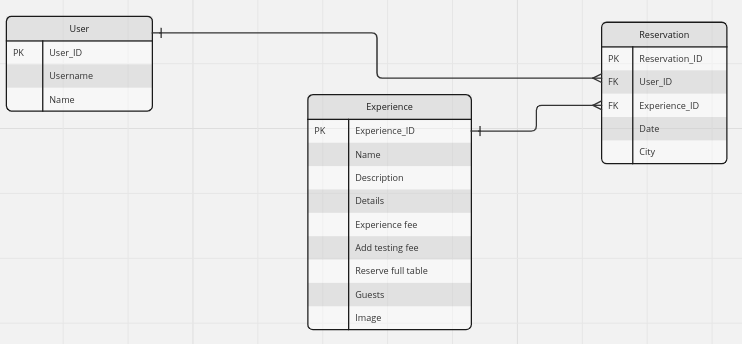 User
PK User_ID
Username
Name
Experience
PK Experience_ID
Name
Description
Details
Experience fee
Add testing fee
Reserve full table
Guests
Image
Reservation
PK Reservation_ID
FK User_ID
FK Experience_ID
Date
City